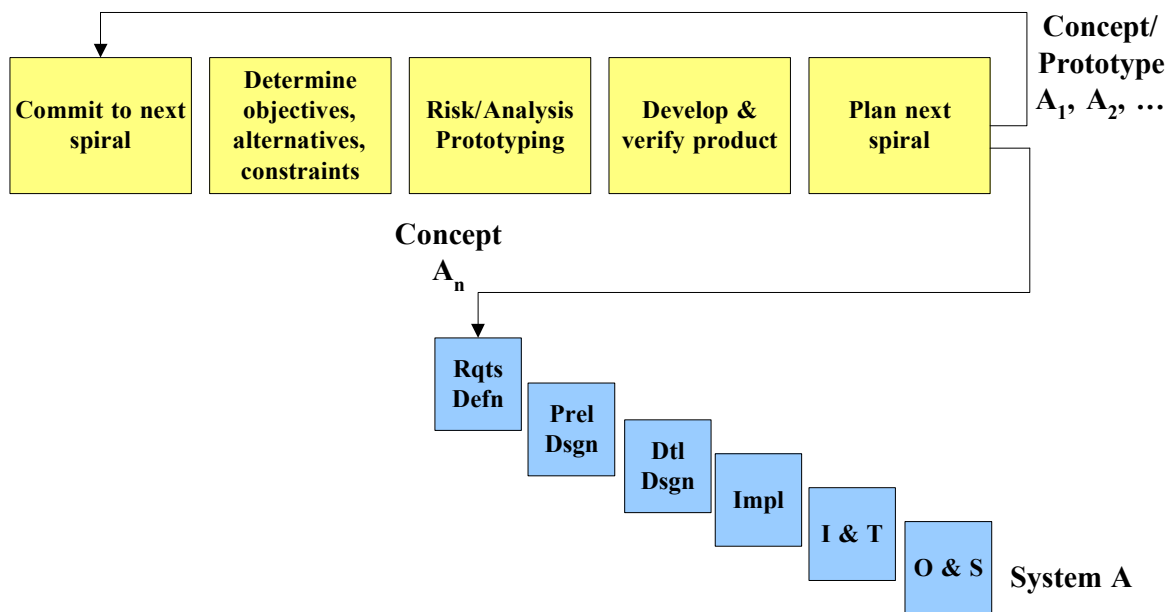 Concept/
Prototype
A1, A2, …
Commit to next
spiral
Determine
objectives,
alternatives,
constraints
Risk/Analysis
Prototyping
Develop &
verify product
Plan next
spiral
Concept
An
Rqts
Defn
Prel
Dsgn
Dtl
Dsgn
Impl
I & T
O & S
System A